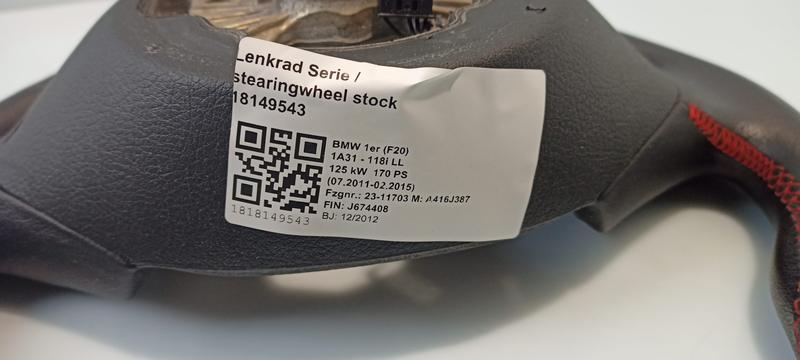 Lenkrad Serie /
stearingwheel stock
18149543
BMW 1er (F20)
1A31 - 118i LL
125 kW 170 PS
(07.2011-02.2015)
Fzgnr.: 23-11703 M: A416J387
FIN: J674408
BJ: 12/2012
1818149543